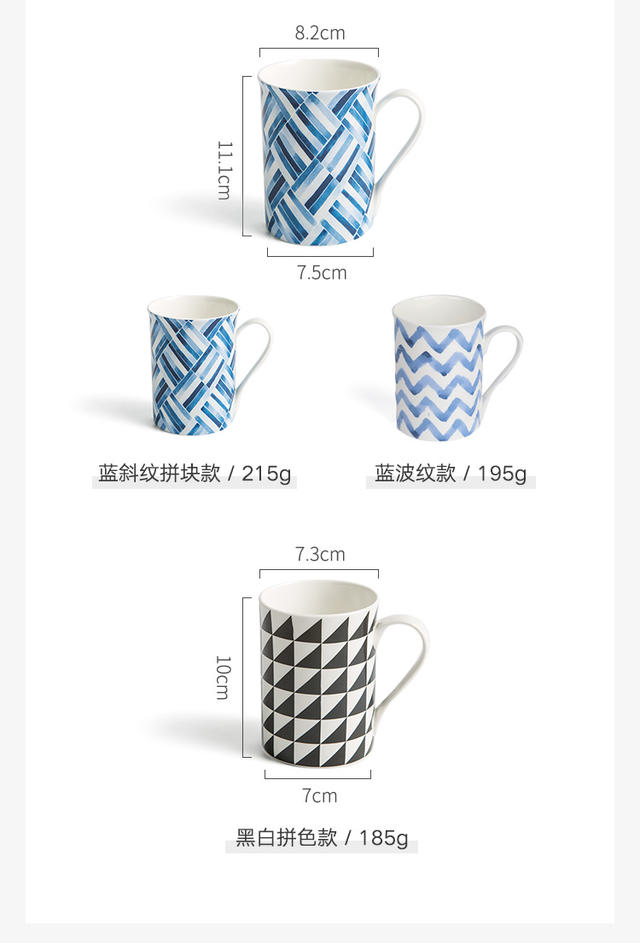 8.2cm
11.1cm
7.5cm
蓝斜纹拼块款 / 215g
蓝波纹款 / 195g
7.3cm
10cm
7cm
黑白拼色款 / 185g